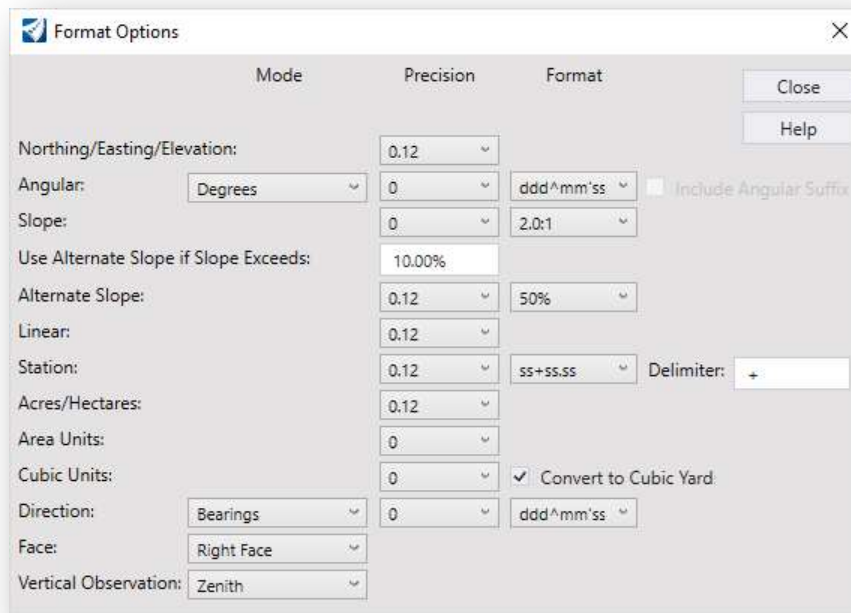 Format Options
Mode Precision Format
Close
Help
Northing/Easting/Elevation: 0.12
Angular: Degrees 0 ddd^mm'ss Include Angular Suffix
Slope: 0 2.0:1
Use Alternate Slope if Slope Exceeds: 10.00%
Alternate Slope: 0.12 50%
Linear: 0.12
Station: 0.12 ss+ss.ss Delimiter: +
Acres/Hectares: 0.12
Area Units: 0
Cubic Units: 0 Convert to Cubic Yard
Direction: Bearings 0 ddd^mm'ss
Face: Right Face
Vertical Observation: Zenith